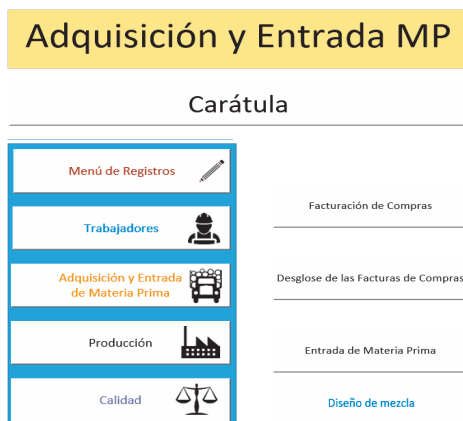 Adquisición y Entrada MP
Carátula
Menú de Registros
Trabajadores
Adquisición y Entrada
de Materia Prima
Producción
Calidad
Facturación de Compras
Desglose de las Facturas de Compras
Entrada de Materia Prima
Diseño de mezcla